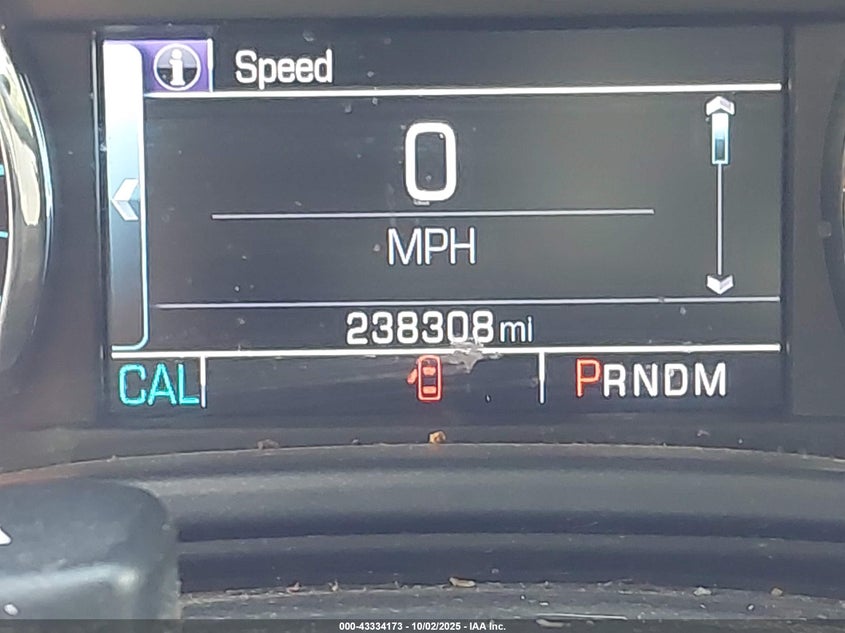 Speed
0
MPH
238308 mi
CAL
PRNDM
000-43334173 - 10/02/2025 - IAA Inc.